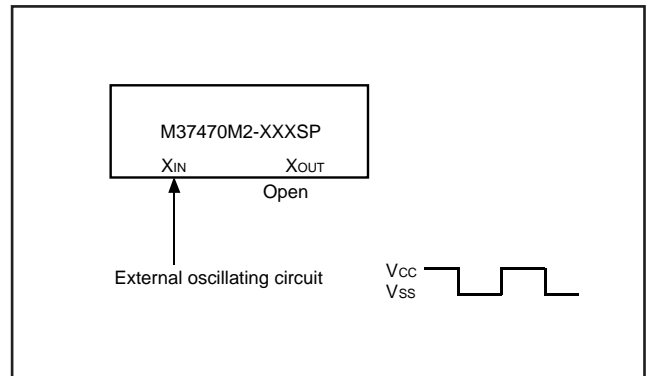 M37470M2-XXXSP
XIN XOUT
Open
External oscillating circuit
VCC
VSS